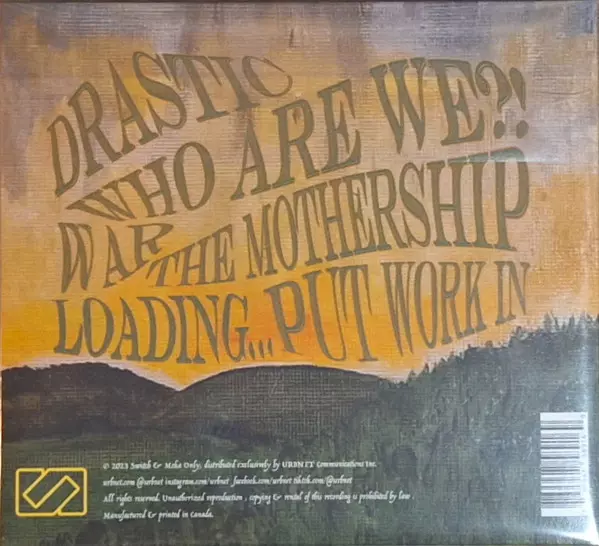 DRASTIC
WHO ARE WE?!
WAR THE MOTHERSHIP
LOADING... PUT WORK IN
© 2023 Switch & Moka Only, distributed exclusively by URBNET Communications Inc.
urbnet.com @urbnet instagram.com/urbnet facebook.com/urbnet tiktok.com/@urbnet
All rights reserved. Unauthorized reproduction, copying & rental of this recording is prohibited by law
Manufactured & printed in Canada.